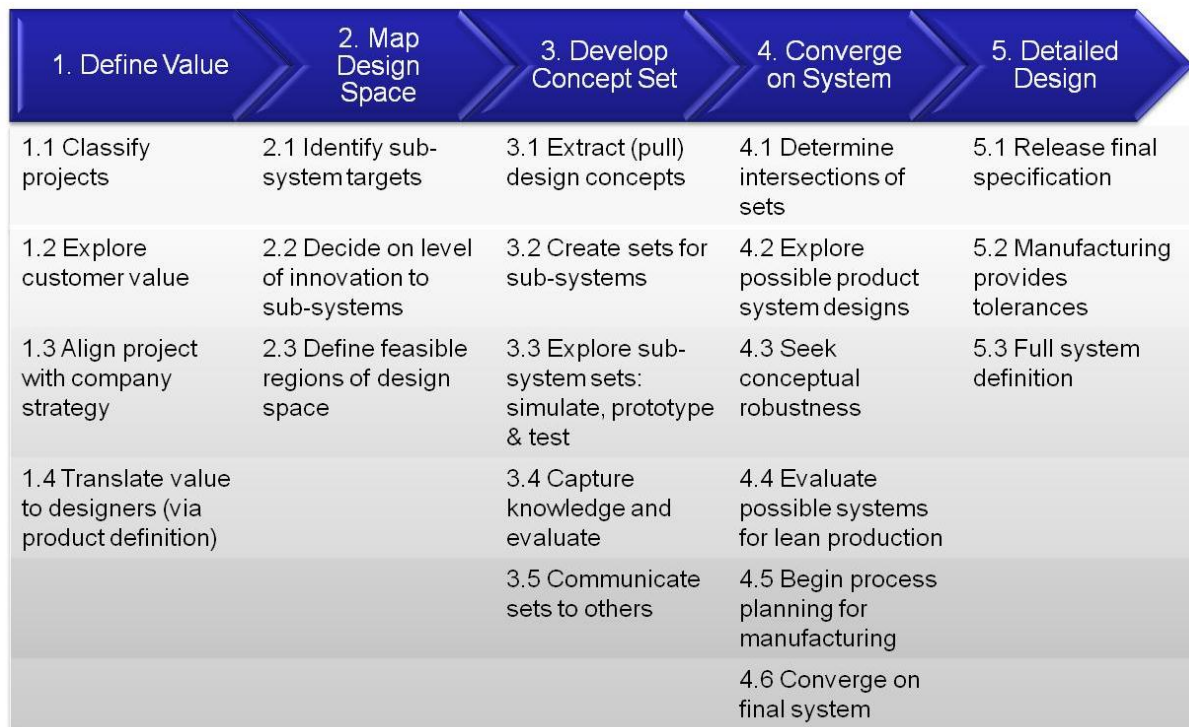 1. Define Value
2. Map
Design
Space
3. Develop
Concept Set
4. Converge
on System
5. Detailed
Design
1.1 Classify
projects
2.1 Identify sub-
system targets
3.1 Extract (pull)
design concepts
4.1 Determine
intersections of
sets
5.1 Release final
specification
1.2 Explore
customer value
2.2 Decide on level
of innovation to
sub-systems
3.2 Create sets for
sub-systems
4.2 Explore
possible product
system designs
5.2 Manufacturing
provides
tolerances
1.3 Align project
with company
strategy
2.3 Define feasible
regions of design
space
3.3 Explore sub-
system sets:
simulate, prototype
& test
4.3 Seek
conceptual
robustness
5.3 Full system
definition
1.4 Translate value
to designers (via
product definition)
3.4 Capture
knowledge and
evaluate
4.4 Evaluate
possible systems
for lean production
3.5 Communicate
sets to others
4.5 Begin process
planning for
manufacturing
4.6 Converge on
final system